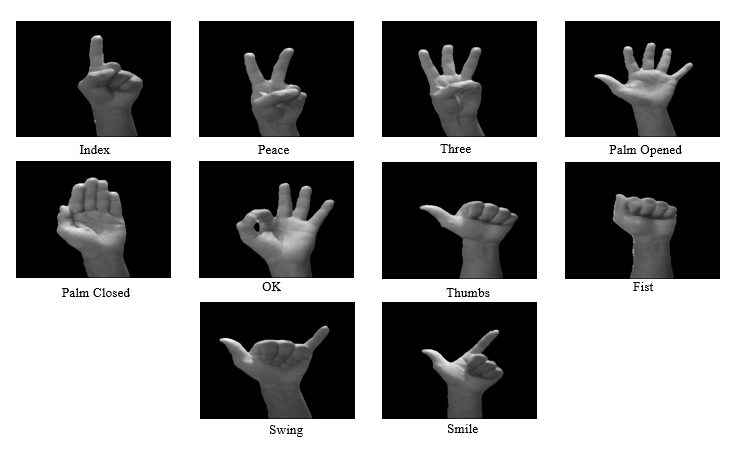 Index
Peace
Three
Palm Opened
Palm Closed
OK
Thumbs
Fist
Swing
Smile